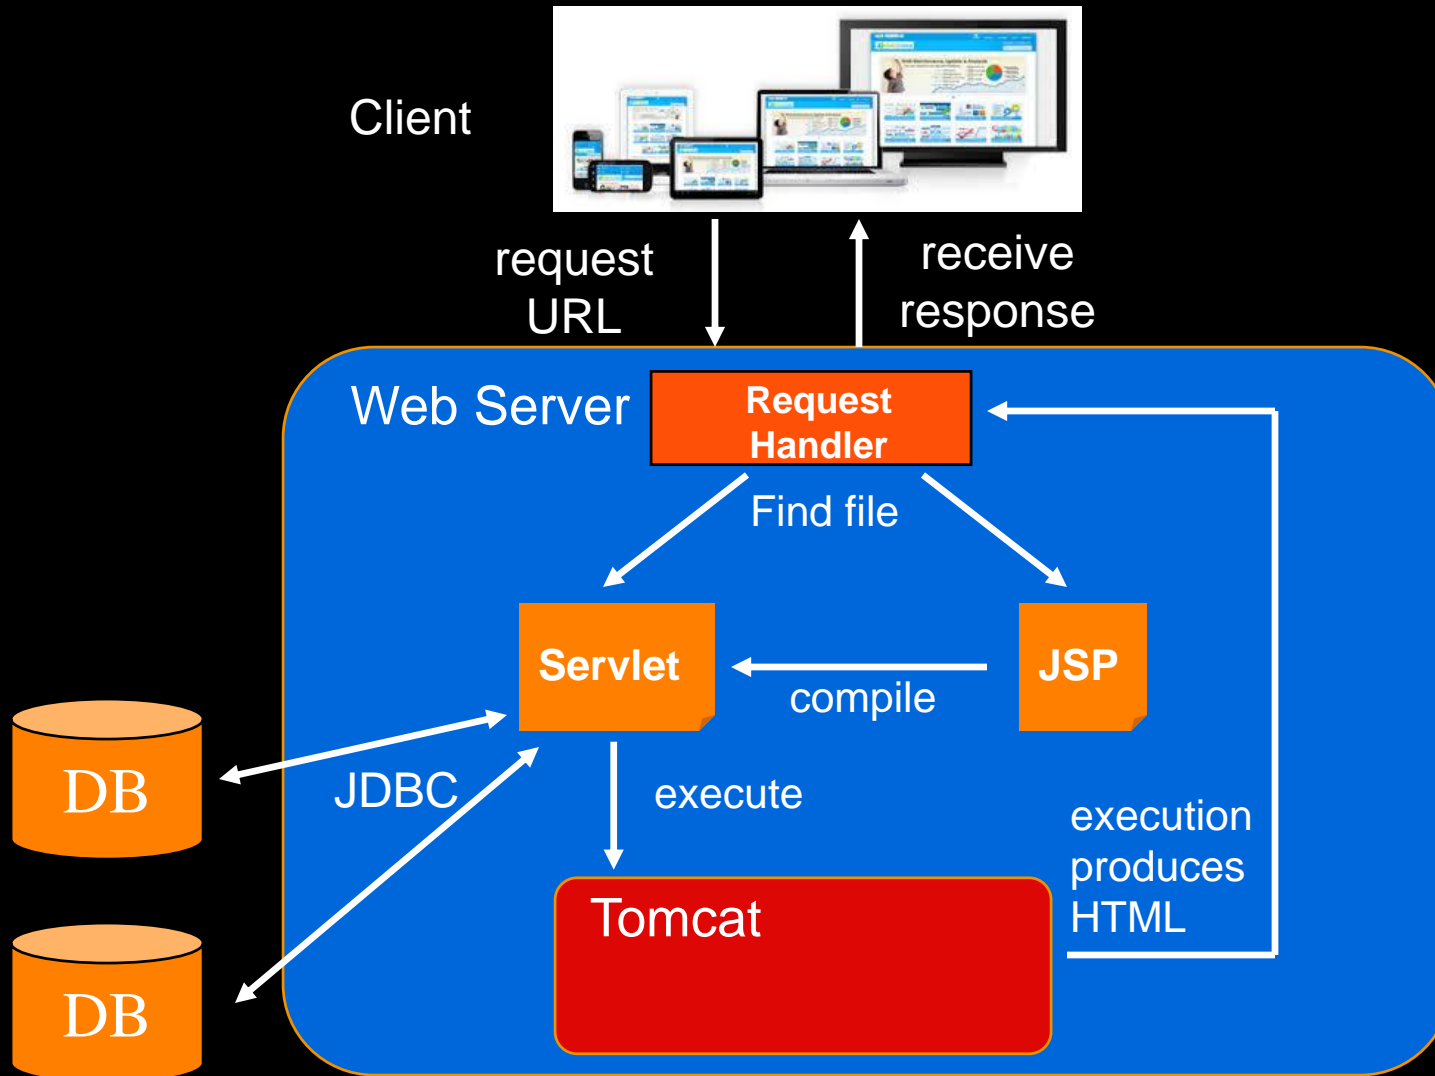 Client
request
URL
receive
response
Web Server
Request
Handler
Find file
Servlet
compile
JSP
DB
JDBC
execute
execution
produces
HTML
Tomcat
DB